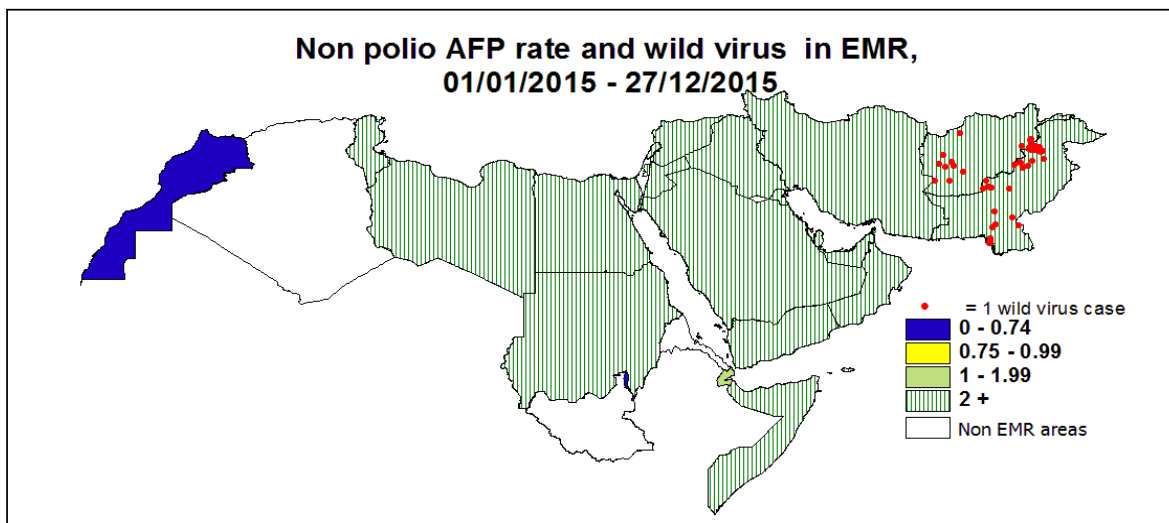 Non polio AFP rate and wild virus in EMR,
01/01/2015 - 27/12/2015
= 1 wild virus case
0 - 0.74
0.75 - 0.99
1 - 1.99
2 +
Non EMR areas